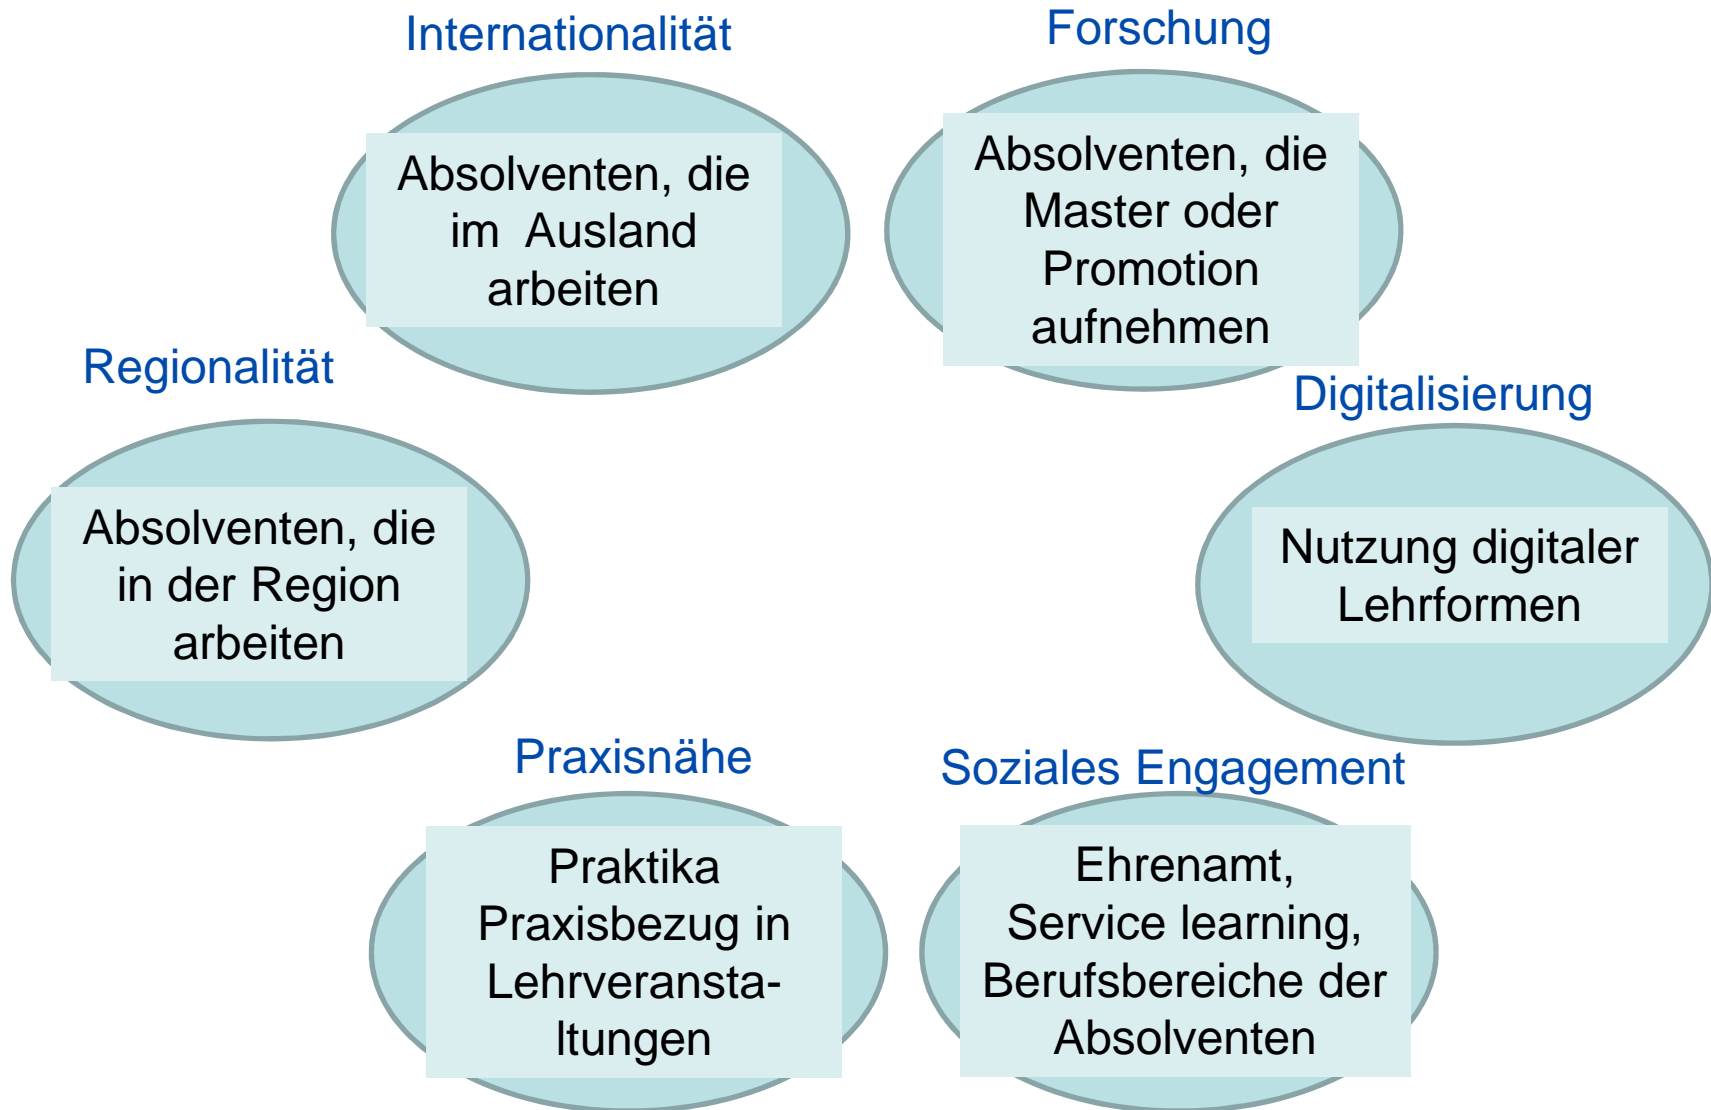 Internationalität
Absolventen, die
im Ausland
arbeiten
Forschung
Absolventen, die
Master oder
Promotion
aufnehmen
Regionalität
Absolventen, die
in der Region
arbeiten
Digitalisierung
Nutzung digitaler
Lehrformen
Praxisnähe
Praktika
Praxisbezug in
Lehrveransta-
ltungen
Soziales Engagement
Ehrenamt,
Service learning,
Berufsbereiche der
Absolventen